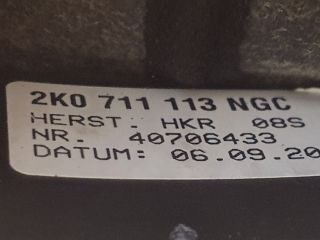 2K0 711 113 NGC
HERST. HKR 08S
NR. 40706433
DATUM: 06.09.20